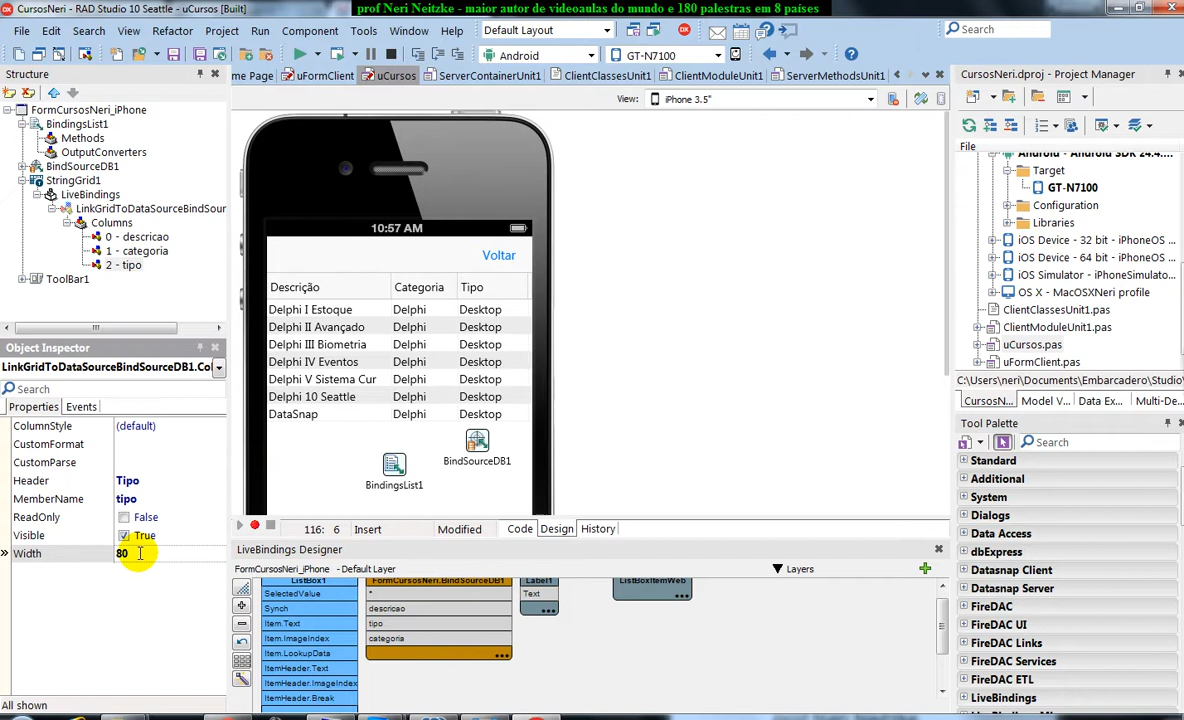 CursosNeri - RAD Studio 10 Seattle - uCursos [Built]
prof Neri Neitzke - maior autor de videoaulas do mundo e 180 palestras em 8 países
File Edit Search View Refactor Project Run Component Tools Window Help
Default Layout
Search
Android
GT-N7100
Structure
me Page uFormClient uCursos ServerContainerUnit1 ClientClassesUnit1 ClientModuleUnit1 ServerMethodsUnit1
View: iPhone 3.5"
FormCursosNeri_iPhone
BindingsList1
Methods
OutputConverters
BindSourceDB1
StringGrid1
LiveBindings
LinkGridToDataSourceBindSour
Columns
0 - descricao
1 - categoria
2 - tipo
ToolBar1
Object Inspector
LinkGridToDataSourceBindSourceDB1.Col
Search
Properties Events
ColumnStyle (default)
CustomFormat
CustomParse
Header Tipo
MemberName tipo
ReadOnly False
Visible True
Width 80
All shown
10:57 AM
Voltar
Descrição Categoria Tipo
Delphi I Estoque Delphi Desktop
Delphi II Avançado Delphi Desktop
Delphi III Biometria Delphi Desktop
Delphi IV Eventos Delphi Desktop
Delphi V Sistema Cur Delphi Desktop
Delphi 10 Seattle Delphi Desktop
DataSnap Delphi Desktop
BindSourceDB1
BindingsList1
116: 6 Insert Modified Code Design History
LiveBindings Designer
FormCursosNeri_iPhone - Default Layer
Layers
ListBox1
SelectedValue
Synch
Item.Text
Item.ImageIndex
Item.LookupData
ItemHeader.Text
ItemHeader.ImageIndex
ItemHeader.Break
FormCursosNeri.BindSourceDB1
*
descricao
tipo
categoria
Label1
Text
ListBoxItemWeb
CursosNeri.dproj - Project Manager
File
Android - Android SDK 24.4....
Target
GT-N7100
Configuration
Libraries
iOS Device - 32 bit - iPhoneOS ...
iOS Device - 64 bit - iPhoneOS ...
iOS Simulator - iPhoneSimulato...
OS X - MacOSXNeri profile
ClientClassesUnit1.pas
ClientModuleUnit1.pas
uCursos.pas
uFormClient.pas
C:\Users\neri\Documents\Embarcadero\Studio\
CursosN... Model V... Data Ex... Multi-De...
Tool Palette
Search
Standard
Additional
System
Dialogs
Data Access
dbExpress
Datasnap Client
Datasnap Server
FireDAC
FireDAC UI
FireDAC Links
FireDAC Services
FireDAC ETL
LiveBindings